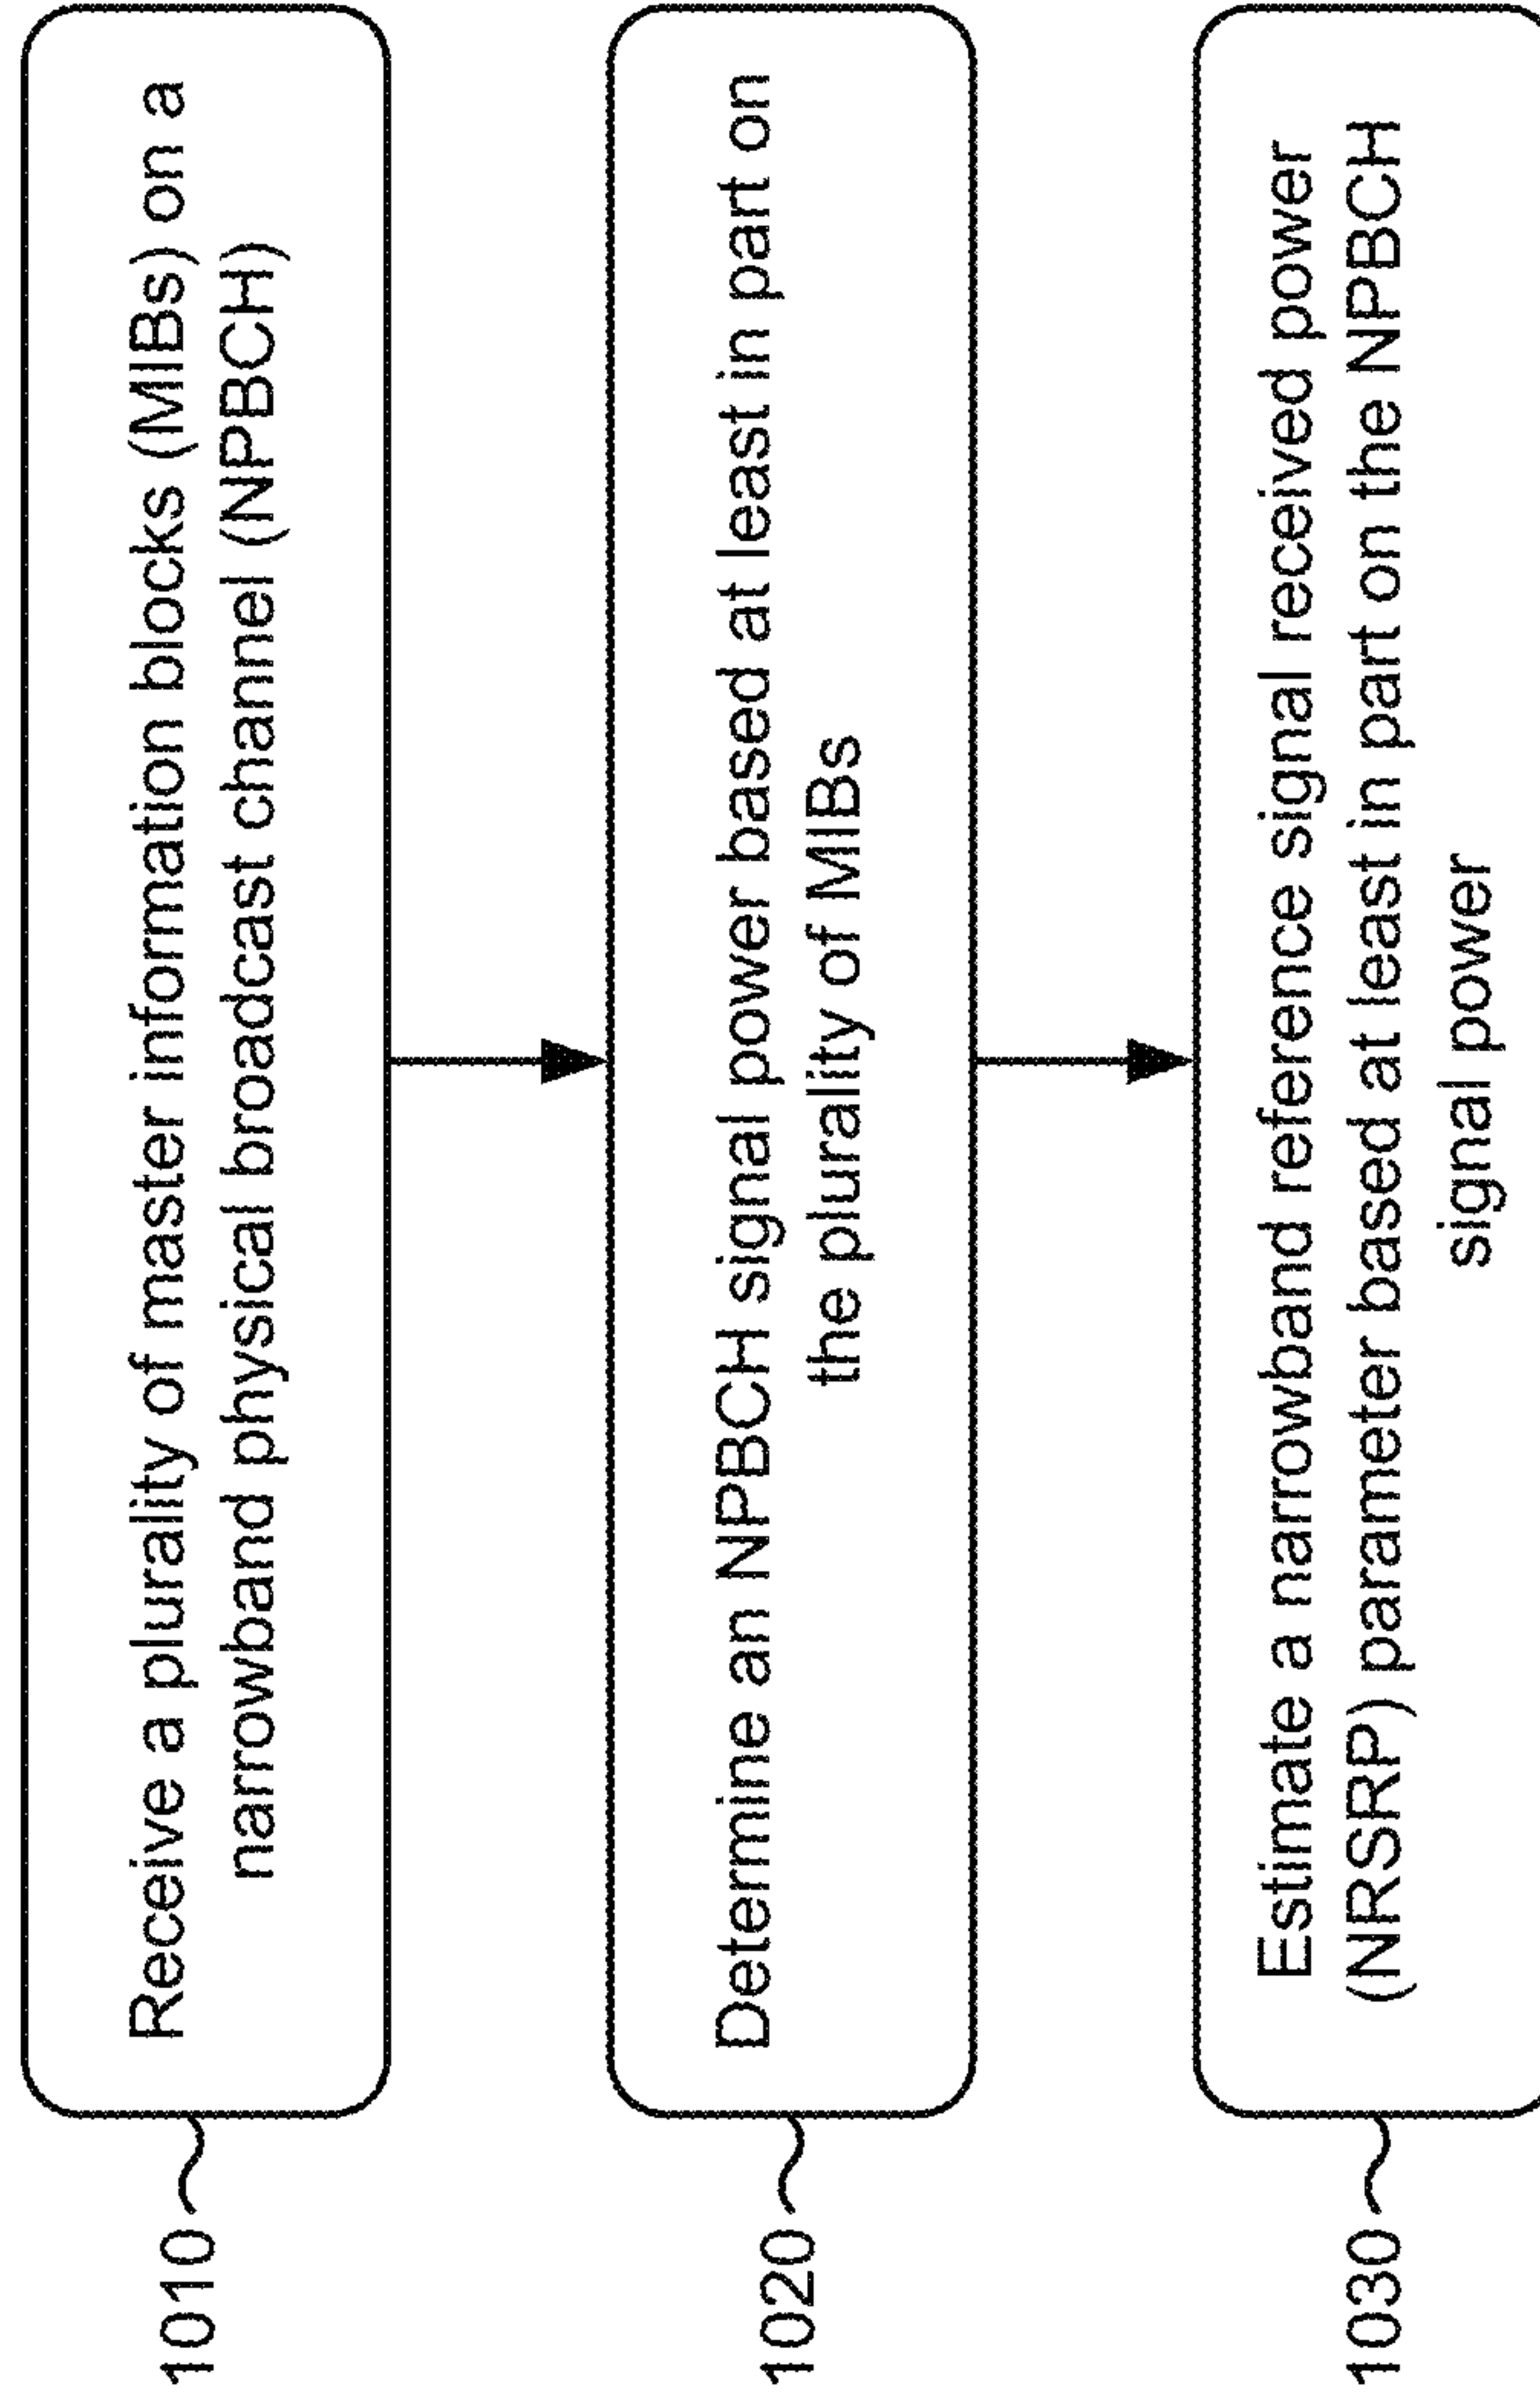 1010
Receive a plurality of master information blocks (MIBs) on a
narrowband physical broadcast channel (NPBCH)
1020
Determine an NPBCH signal power based at least in part on
the plurality of MIBs
1030
Estimate a narrowband reference signal received power
(NRSRP) parameter based at least in part on the NPBCH
signal power